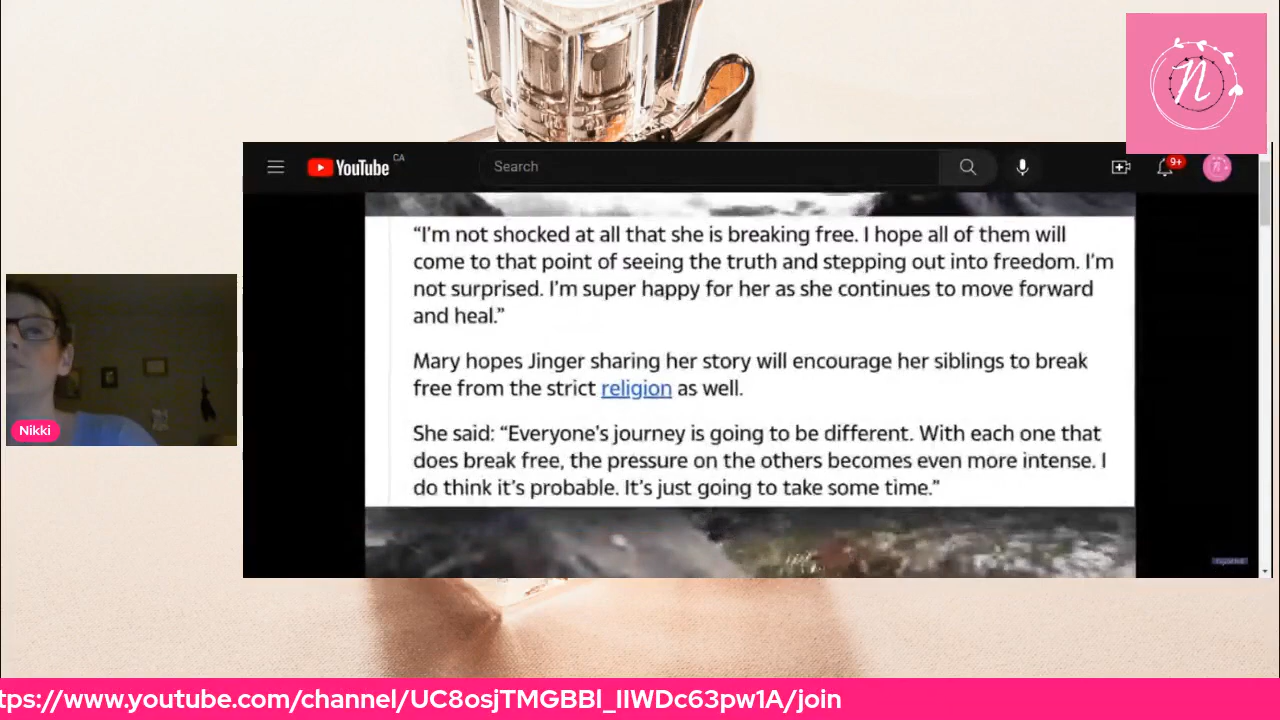 N
CA
YouTube
Search
9+
“I’m not shocked at all that she is breaking free. I hope all of them will
come to that point of seeing the truth and stepping out into freedom. I’m
not surprised. I’m super happy for her as she continues to move forward
and heal.”
Mary hopes Jinger sharing her story will encourage her siblings to break
free from the strict religion as well.
She said: “Everyone’s journey is going to be different. With each one that
does break free, the pressure on the others becomes even more intense. I
do think it’s probable. It’s just going to take some time.”
Nikki
tps://www.youtube.com/channel/UC8osjTMGBBl_IIWDc63pw1A/join